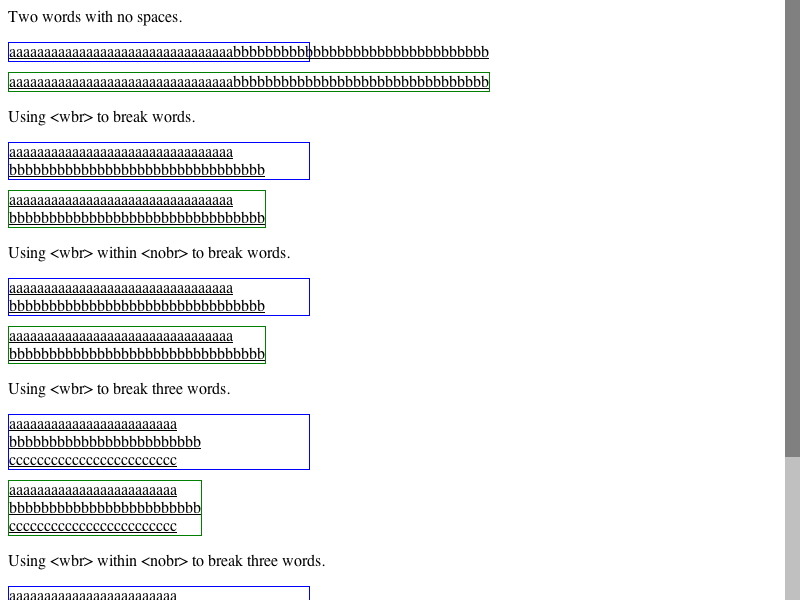 Two words with no spaces.
aaaaaaaaaaaaaaaaaaaaaaaaaaaaaaaabbbbbbbbbbbbbbbbbbbbbbbbbbbbbbbb
aaaaaaaaaaaaaaaaaaaaaaaaaaaaaaaabbbbbbbbbbbbbbbbbbbbbbbbbbbbbbbb
Using <wbr> to break words.
aaaaaaaaaaaaaaaaaaaaaaaaaaaaaaaa
bbbbbbbbbbbbbbbbbbbbbbbbbbbbbbbb
aaaaaaaaaaaaaaaaaaaaaaaaaaaaaaaa
bbbbbbbbbbbbbbbbbbbbbbbbbbbbbbbb
Using <wbr> within <nobr> to break words.
aaaaaaaaaaaaaaaaaaaaaaaaaaaaaaaa
bbbbbbbbbbbbbbbbbbbbbbbbbbbbbbbb
aaaaaaaaaaaaaaaaaaaaaaaaaaaaaaaa
bbbbbbbbbbbbbbbbbbbbbbbbbbbbbbbb
Using <wbr> to break three words.
aaaaaaaaaaaaaaaaaaaaaaaa
bbbbbbbbbbbbbbbbbbbbbbbb
cccccccccccccccccccccccc
aaaaaaaaaaaaaaaaaaaaaaaa
bbbbbbbbbbbbbbbbbbbbbbbb
cccccccccccccccccccccccc
Using <wbr> within <nobr> to break three words.
aaaaaaaaaaaaaaaaaaaaaaaa